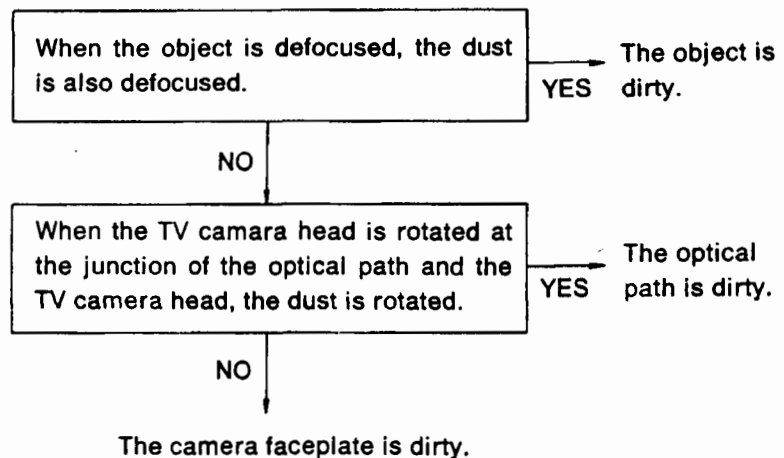 When the object is defocused, the dust
is also defocused.
YES
The object is
dirty.
NO
When the TV camara head is rotated at
the junction of the optical path and the
TV camera head, the dust is rotated.
YES
The optical
path is dirty.
NO
The camera faceplate is dirty.